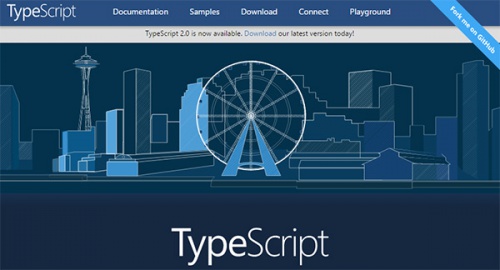 TypeScript
Documentation Samples Download Connect Playground
Fork me on GitHub
TypeScript 2.0 is now available. Download our latest version today!
TypeScript